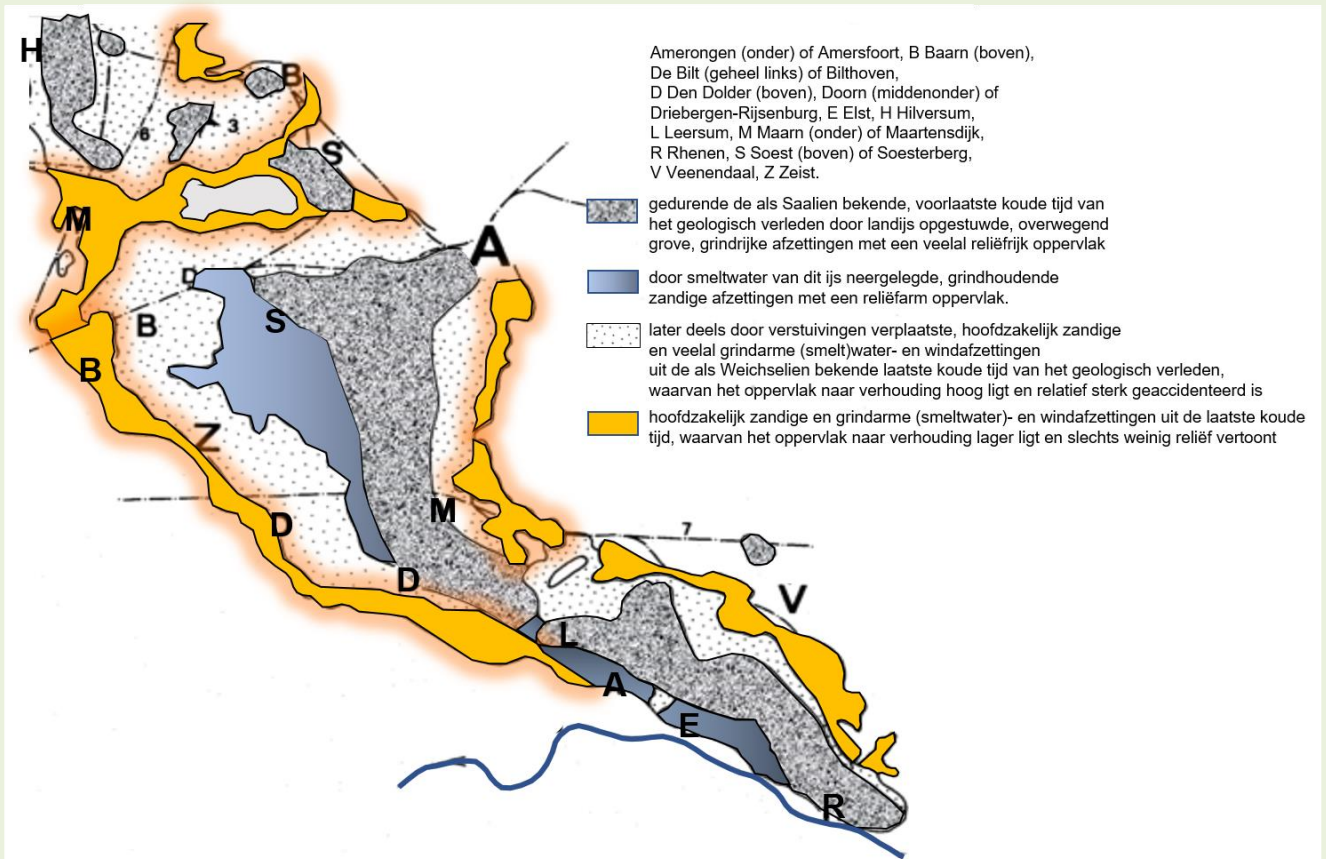 Amerongen (onder) of Amersfoort, B Baarn (boven),
De Bilt (geheel links) of Bilthoven,
D Den Dolder (boven), Doorn (middenonder) of
Driebergen-Rijsenburg, E Elst, H Hilversum,
L Leersum, M Maarn (onder) of Maartensdijk,
R Rhenen, S Soest (boven) of Soesterberg,
V Veenendaal, Z Zeist.
gedurende de als Saalien bekende, voorlaatste koude tijd van
het geologisch verleden door landijs opgestuwde, overwegend
grove, grindrijke afzettingen met een veelal reliëfrijk oppervlak
door smeltwater van dit ijs neergelegde, grindhoudende
zandige afzettingen met een reliëfarm oppervlak.
later deels door verstuivingen verplaatste, hoofdzakelijk zandige
en veelal grindarme (smelt)water- en windafzettingen
uit de als Weichselien bekende laatste koude tijd van het geologisch verleden,
waarvan het oppervlak naar verhouding hoog ligt en relatief sterk geaccidenteerd is
hoofdzakelijk zandige en grindarme (smeltwater)- en windafzettingen uit de laatste koude
tijd, waarvan het oppervlak naar verhouding lager ligt en slechts weinig reliëf vertoont
H
B
6
3
S
M
A
D
B
S
B
Z
M
D
7
D
V
L
A
E
R